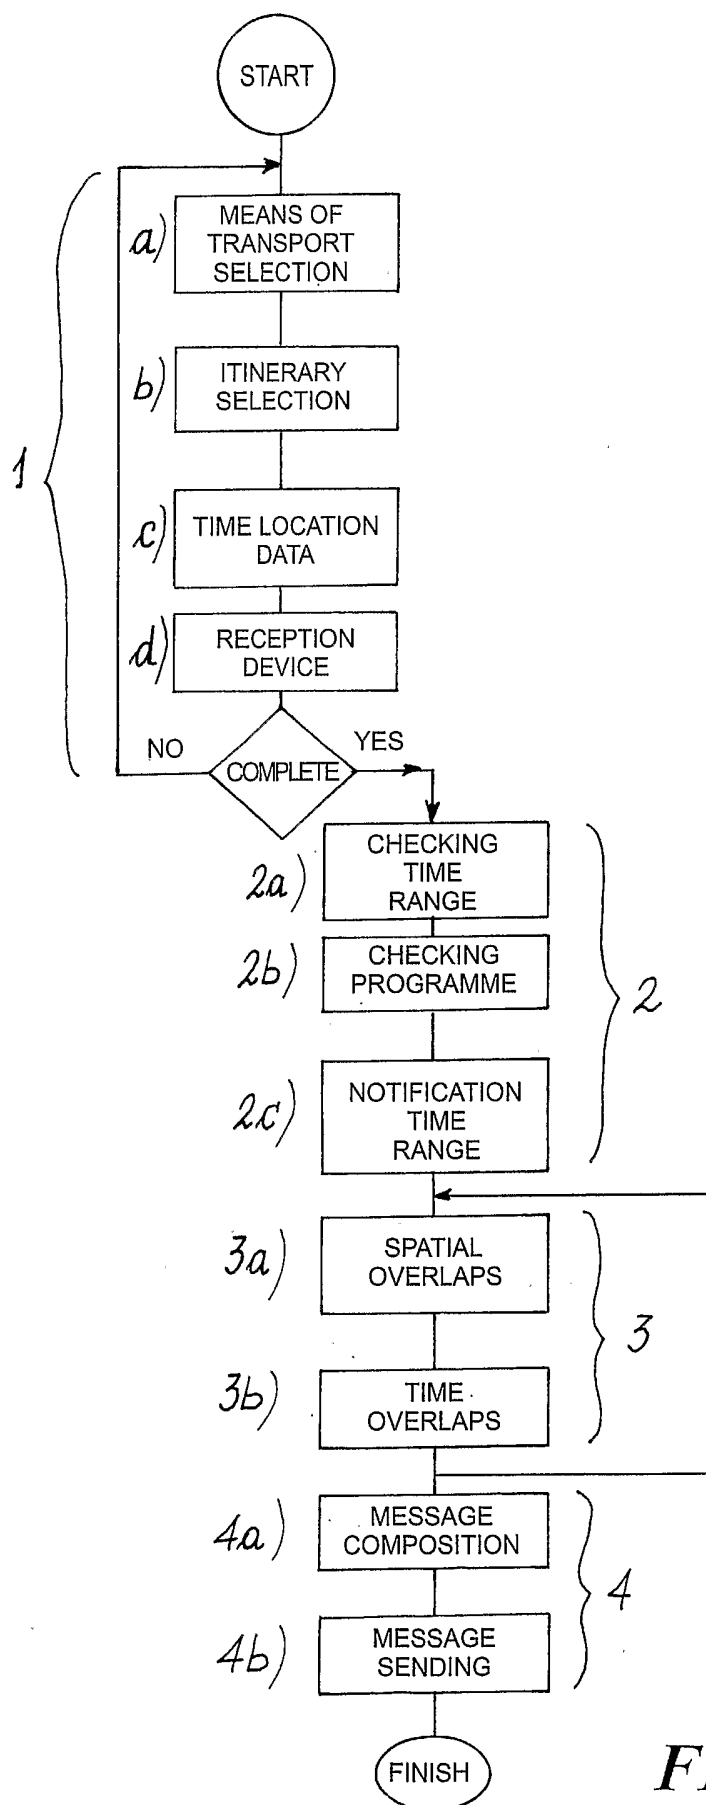 START
a)
MEANS OF
TRANSPORT
SELECTION
b)
ITINERARY
SELECTION
1
c)
TIME LOCATION
DATA
d)
RECEPTION
DEVICE
NO
YES
COMPLETE
2a)
CHECKING
TIME
RANGE
2b)
CHECKING
PROGRAMME
2
2c)
NOTIFICATION
TIME
RANGE
3a)
SPATIAL
OVERLAPS
3
3b)
TIME
OVERLAPS
4a)
MESSAGE
COMPOSITION
4
4b)
MESSAGE
SENDING
FINISH